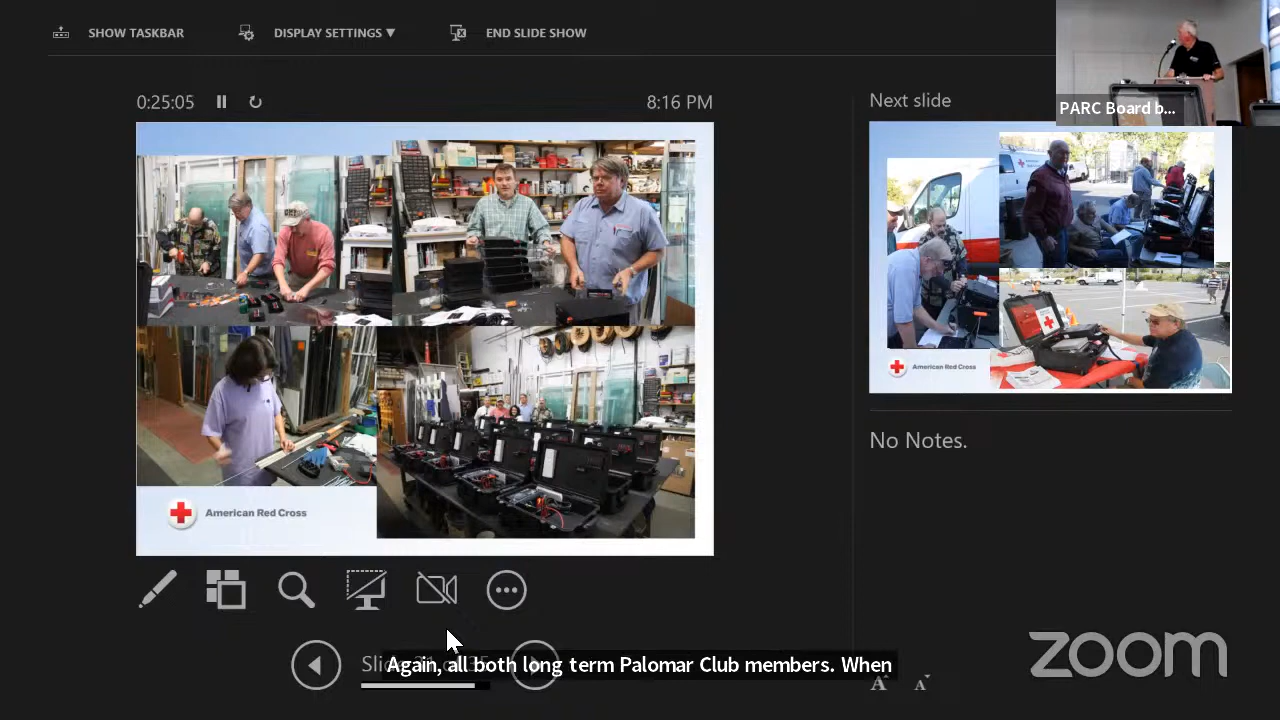 SHOW TASKBAR
DISPLAY SETTINGS ▼
END SLIDE SHOW
0:25:05
8:16 PM
Next slide
PARC Board b...
American Red Cross
American Red Cross
No Notes.
Again, all both long term Palomar Club members. When
zoom
A
A